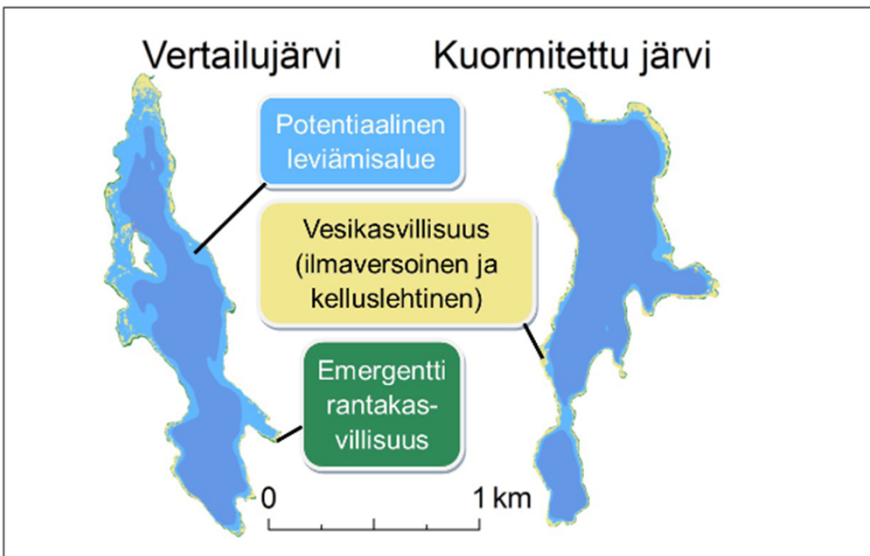 Vertailujärvi
Kuormitettu järvi
Potentiaalinen
leviämisalue
Vesikasvillisuus
(ilmaversoinen ja
kelluslehtinen)
Emergentti
rantakas-
villisuus
0 1 km